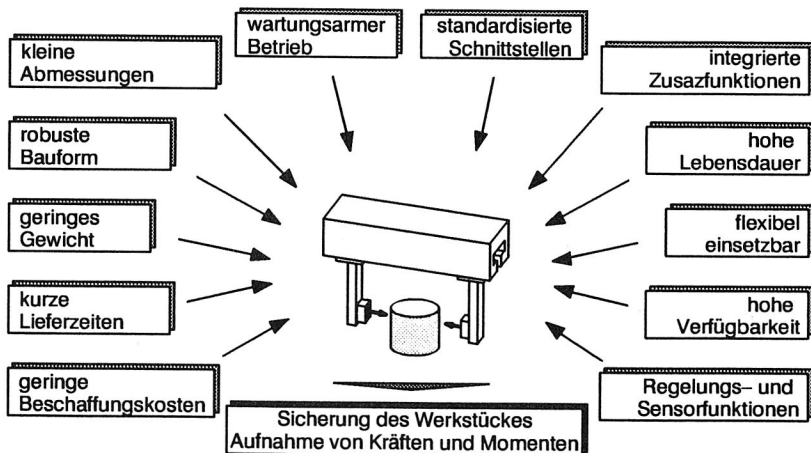 wartungsarmer
Betrieb
standardisierte
Schnittstellen
kleine
Abmessungen
integrierte
Zusazfunktionen
robuste
Bauform
hohe
Lebensdauer
geringes
Gewicht
flexibel
einsetzbar
kurze
Lieferzeiten
hohe
Verfügbarkeit
geringe
Beschaffungskosten
Regelungs- und
Sensorfunktionen
Sicherung des Werkstückes
Aufnahme von Kräften und Momenten